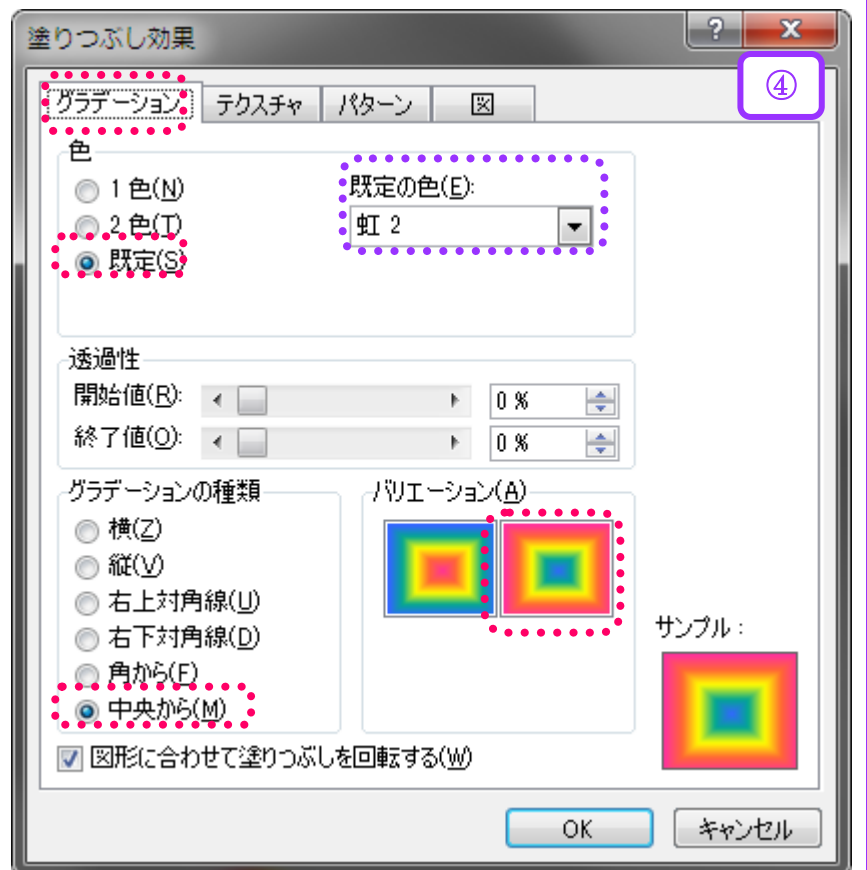 塗りつぶし効果
?
X
④
グラデーション
テクスチャ
パターン
図
色
1 色(N)
2 色(T)
既定(S)
既定の色(E):
虹 2
透過性
開始値(R):
0 %
終了値(O):
0 %
グラデーションの種類
横(Z)
縦(V)
右上対角線(U)
右下対角線(D)
角から(F)
中央から(M)
バリエーション(A)
サンプル:
図形に合わせて塗りつぶしを回転する(W)
OK
キャンセル